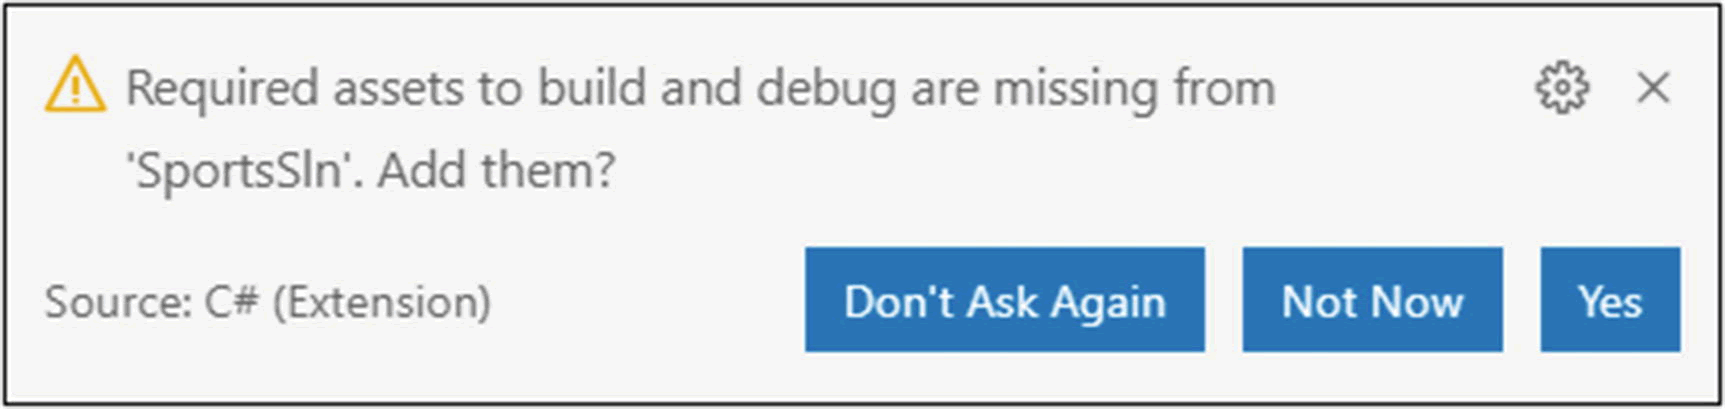 Required assets to build and debug are missing from
'SportsSln'. Add them?
Source: C# (Extension)
Don't Ask Again
Not Now
Yes